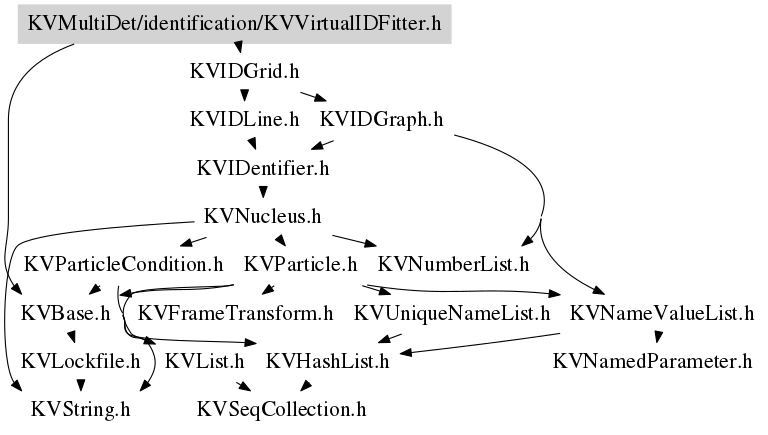 KVMultiDet/identification/KVVirtualIDFitter.h
KVIDGrid.h
KVIDLine.h
KVIDGraph.h
KVIDentifier.h
KVNucleus.h
KVParticleCondition.h
KVParticle.h
KVNumberList.h
KVBase.h
KVFrameTransform.h
KVUniqueNameList.h
KVNameValueList.h
KVLockfile.h
KVList.h
KVHashList.h
KVNamedParameter.h
KVString.h
KVSeqCollection.h